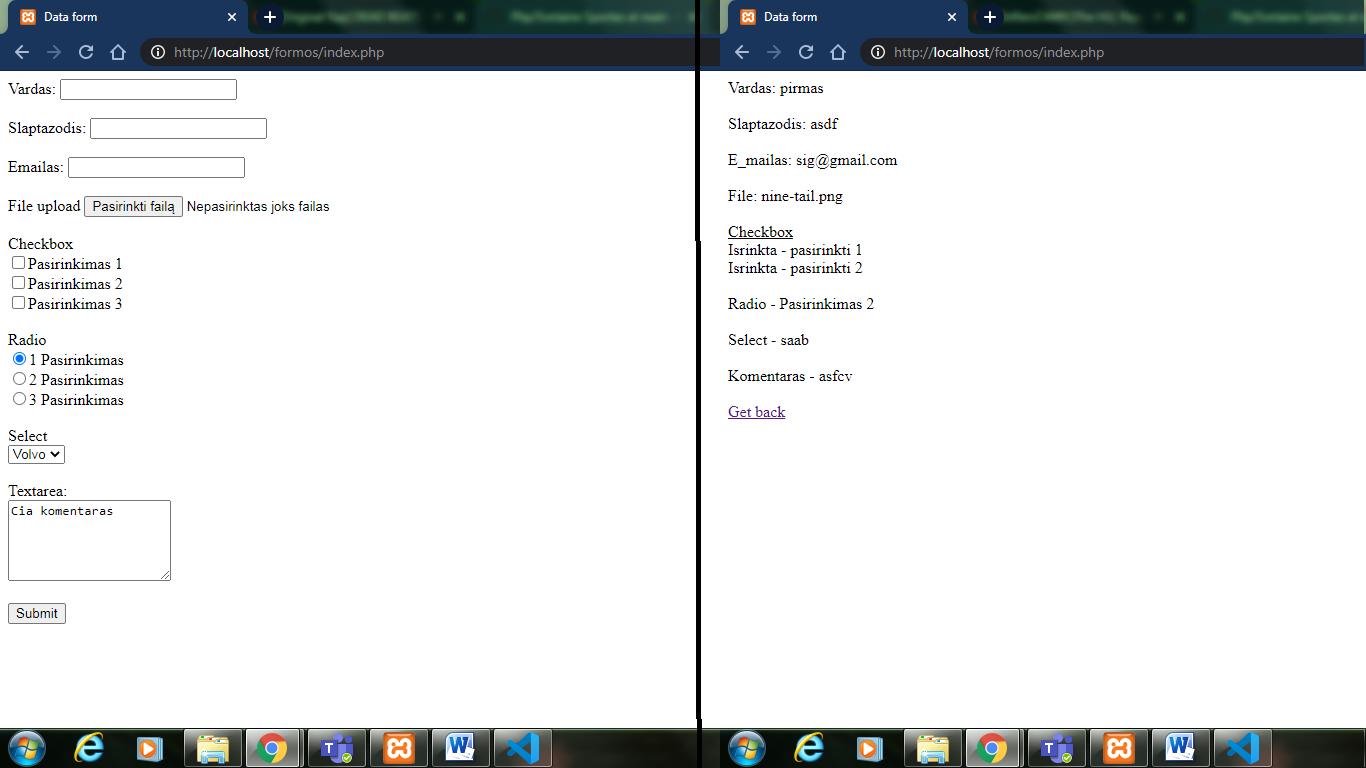 Data form
http://localhost/formos/index.php
Vardas:
Slaptazodis:
Emailas:
File upload Pasirinkti failą Nepasirinktas joks failas
Checkbox
Pasirinkimas 1
Pasirinkimas 2
Pasirinkimas 3
Radio
1 Pasirinkimas
2 Pasirinkimas
3 Pasirinkimas
Select
Volvo
Textarea:
Cia komentaras
Submit
Data form
http://localhost/formos/index.php
Vardas: pirmas
Slaptazodis: asdf
E_mailas: sig@gmail.com
File: nine-tail.png
Checkbox
Isrinkta - pasirinkti 1
Isrinkta - pasirinkti 2
Radio - Pasirinkimas 2
Select - saab
Komentaras - asfcv
Get back